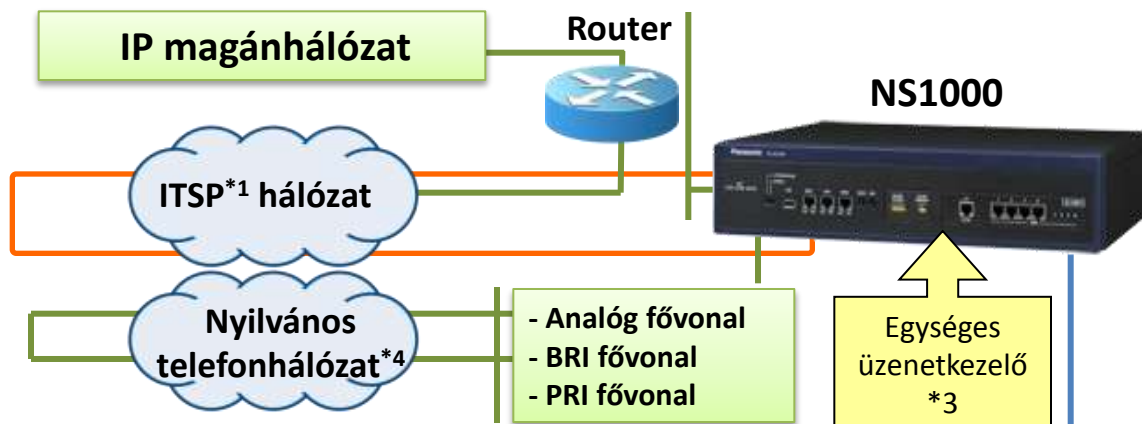 IP magánhálózat
Router
NS1000
Panasonic
ITSP*1 hálózat
Nyilvános
telefonhálózat*4
- Analóg fővonal
- BRI fővonal
- PRI fővonal
Egységes
üzenetkezelő
*3